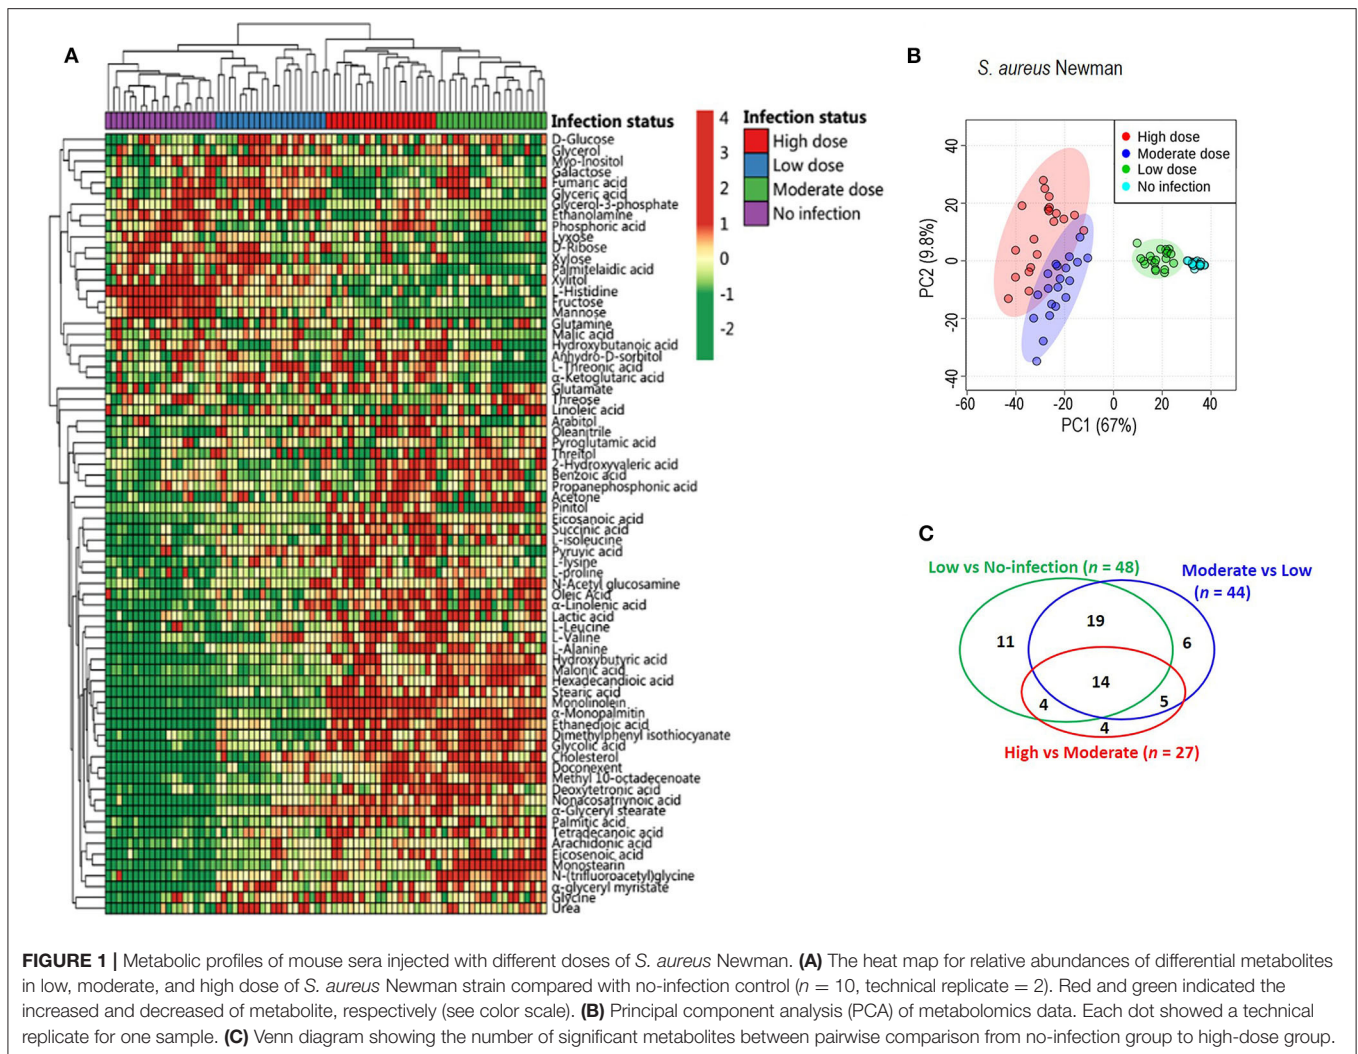 A
Infection status
D-Glucose
Glycerol
Myo-Inositol
Galactose
Fumaric acid
Glyceric acid
Glycerol-3-phosphate
Ethanolamine
Phosphoric acid
Lyxose
D-Ribose
Xylose
Palmitelaidic acid
Xylitol
L-Histidine
Fructose
Mannose
Glutamine
Malic acid
Hydroxybutanoic acid
Anhydro-D-sorbitol
L-Threonic acid
α-Ketoglutaric acid
Glutamate
Threose
Linoleic acid
Arabitol
Oleanitrile
Pyroglutamic acid
Threitol
2-Hydroxyvaleric acid
Benzoic acid
Propanephosphonic acid
Acetone
Pinitol
Eicosanoic acid
Succinic acid
L-isoleucine
Pyruvic acid
L-lysine
L-proline
N-Acetyl glucosamine
Oleic Acid
α-Linolenic acid
Lactic acid
L-Leucine
L-Valine
L-Alanine
Hydroxybutyric acid
Malonic acid
Hexadecandioic acid
Stearic acid
Monolinolein
α-Monopalmitin
Ethanedioic acid
Dimethylphenyl isothiocyanate
Glycolic acid
Cholesterol
Doconexent
Methyl 10-octadecenoate
Deoxytetronic acid
Nonacosatriynoic acid
α-Glyceryl stearate
Palmitic acid
Tetradecanoic acid
Arachidonic acid
Eicosenoic acid
Monostearin
N-(trifluoroacetyl)glycine
α-glyceryl myristate
Glycine
Urea
4
3
2
1
0
-1
-2
Infection status
High dose
Low dose
Moderate dose
No infection
B
S. aureus Newman
High dose
Moderate dose
Low dose
No infection
PC2 (9.8%)
40
20
0
-20
-40
-60
-40
-20
0
20
40
PC1 (67%)
C
Low vs No-infection (n = 48)
Moderate vs Low
(n = 44)
19
11
6
14
4
5
4
High vs Moderate (n = 27)
FIGURE 1 | Metabolic profiles of mouse sera injected with different doses of S. aureus Newman. (A) The heat map for relative abundances of differential metabolites
in low, moderate, and high dose of S. aureus Newman strain compared with no-infection control (n = 10, technical replicate = 2). Red and green indicated the
increased and decreased of metabolite, respectively (see color scale). (B) Principal component analysis (PCA) of metabolomics data. Each dot showed a technical
replicate for one sample. (C) Venn diagram showing the number of significant metabolites between pairwise comparison from no-infection group to high-dose group.